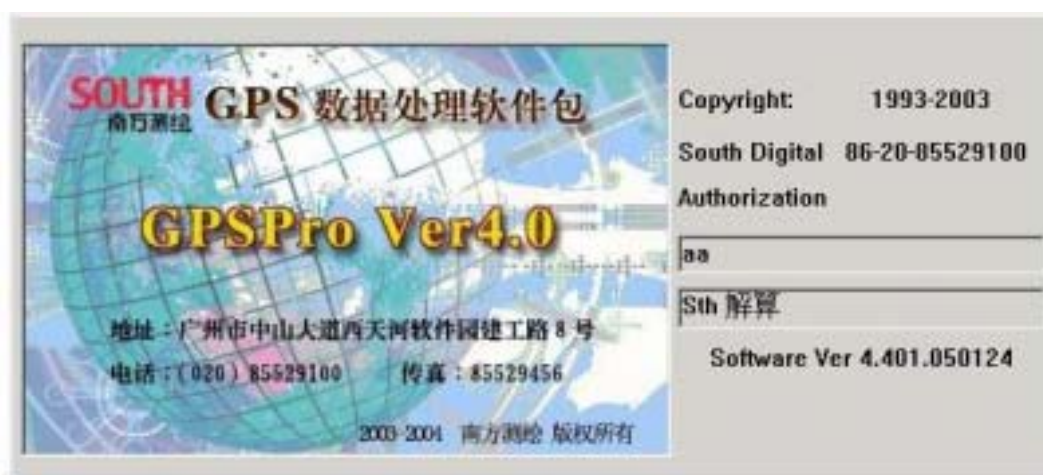 SOUTH
南方测绘
GPS 数据处理软件包
GPSPro Ver4.0
地址：广州市中山大道西天河软件园建工路 8 号
电话：(020) 85529100 传真：85529456
2003-2004 南方测绘 版权所有
Copyright: 1993-2003
South Digital 86-20-85529100
Authorization
aa
Sth 解算
Software Ver 4.401.050124